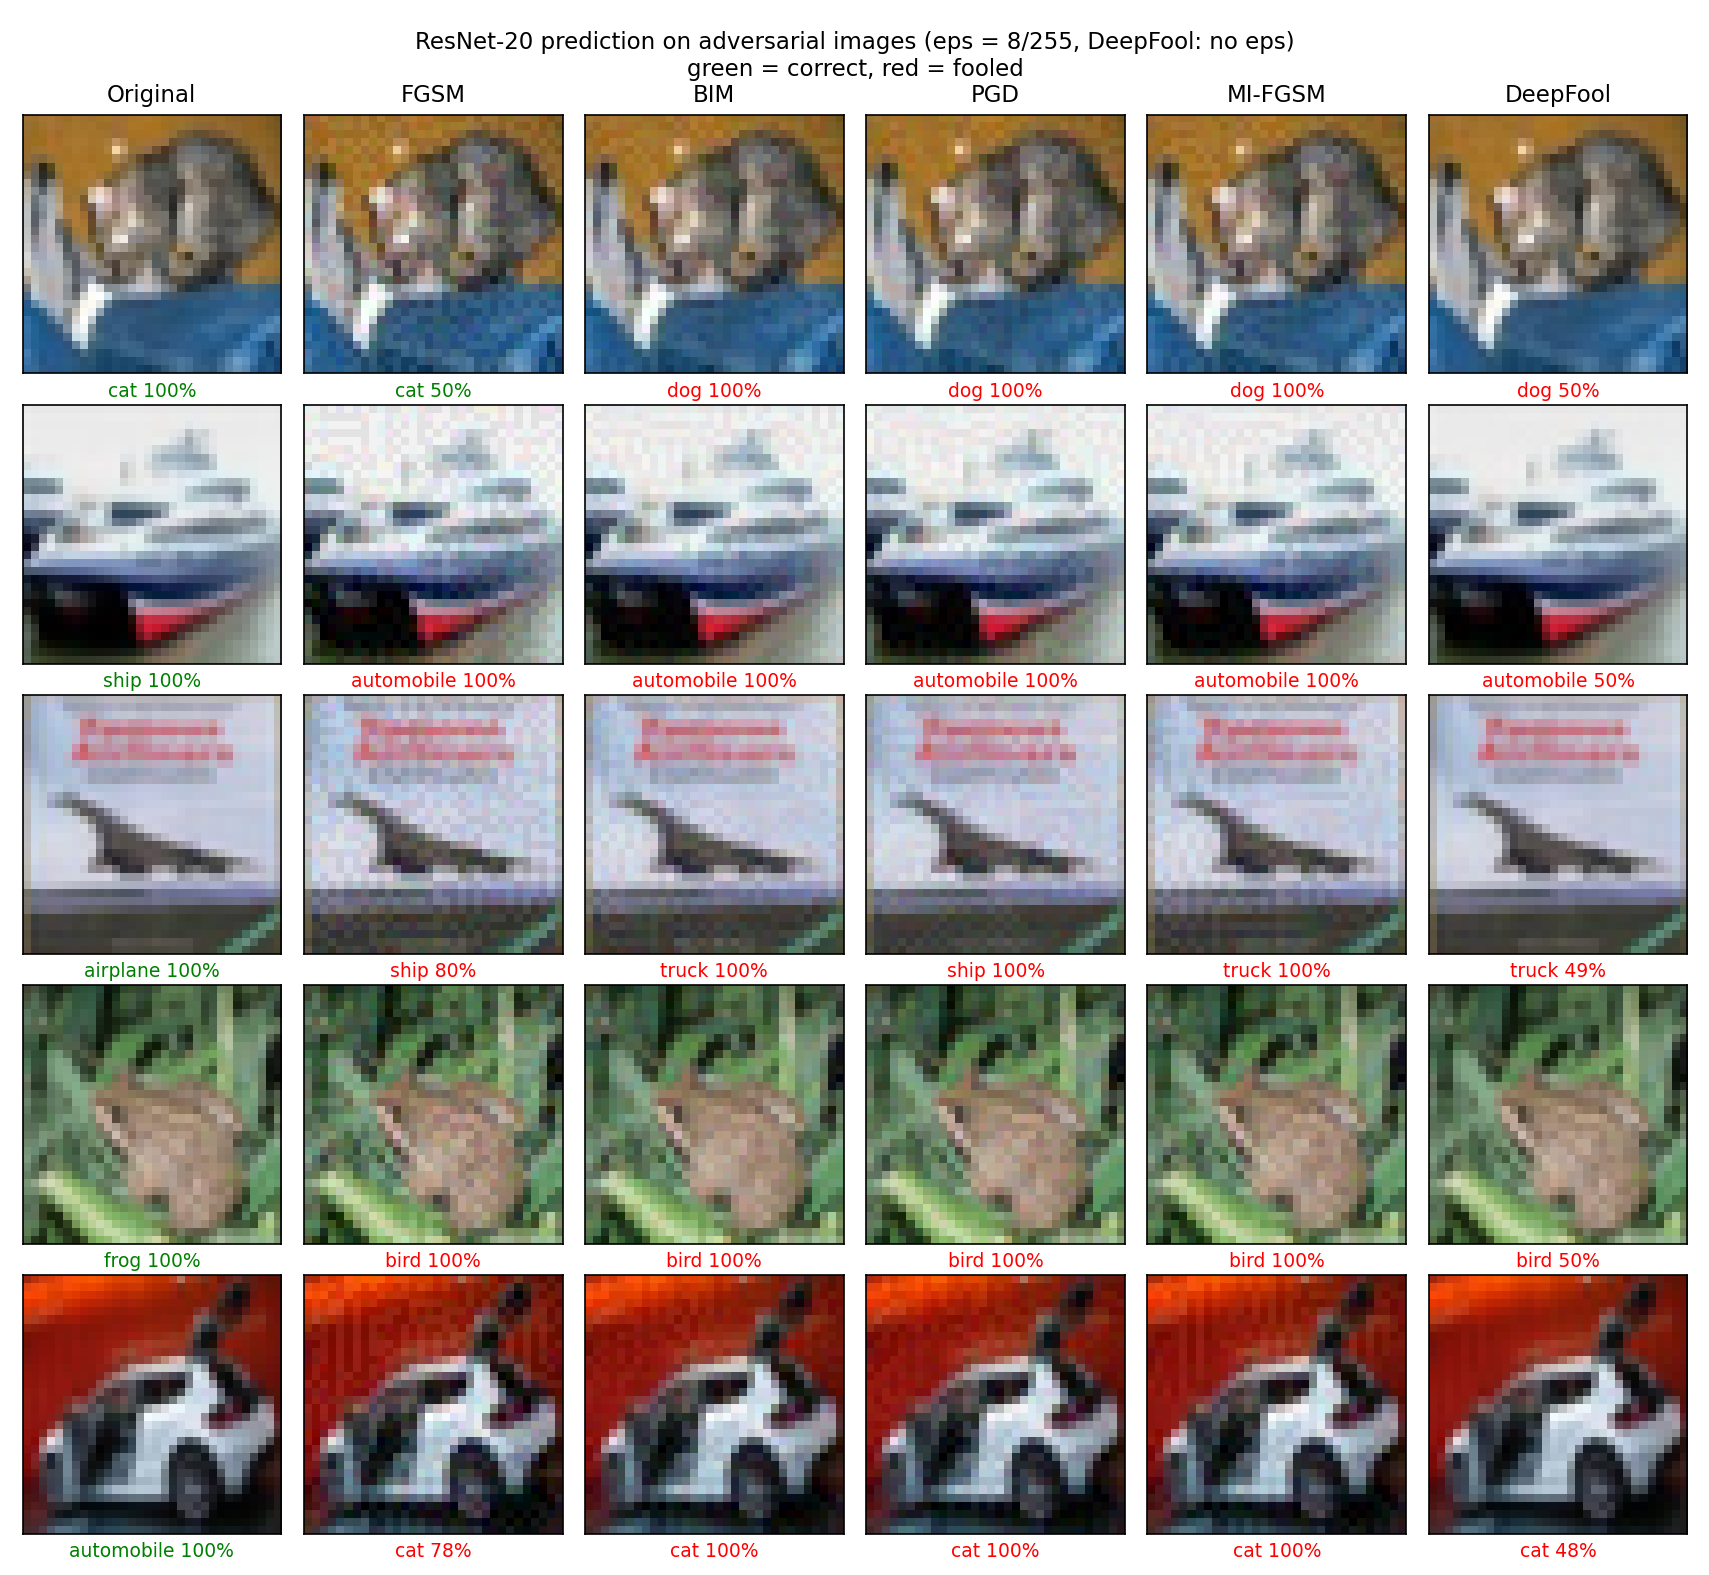 ResNet-20 prediction on adversarial images (eps = 8/255, DeepFool: no eps)
green = correct, red = fooled
Original FGSM BIM PGD MI-FGSM DeepFool
cat 100% cat 50% dog 100% dog 100% dog 100% dog 50%
ship 100% automobile 100% automobile 100% automobile 100% automobile 100% automobile 50%
airplane 100% ship 80% truck 100% ship 100% truck 100% truck 49%
frog 100% bird 100% bird 100% bird 100% bird 100% bird 50%
automobile 100% cat 78% cat 100% cat 100% cat 100% cat 48%